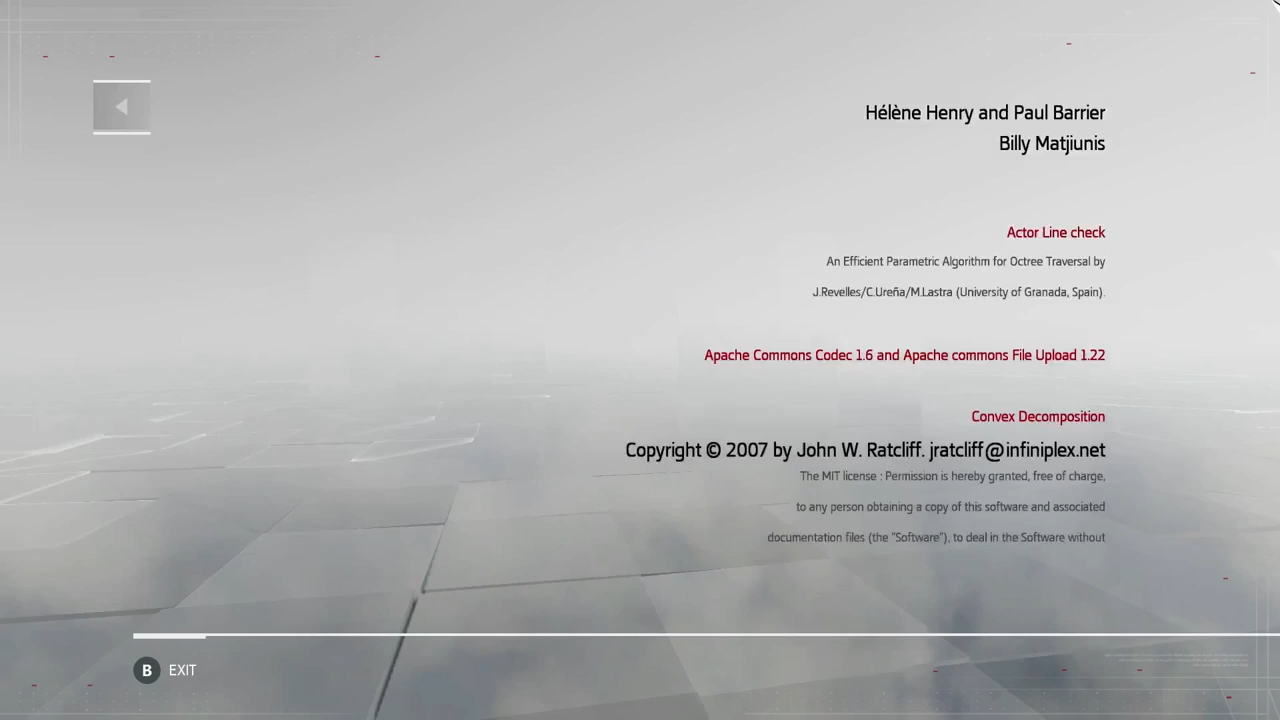 Hélène Henry and Paul Barrier
Billy Matjiunis
Actor Line check
An Efficient Parametric Algorithm for Octree Traversal by
J.Revelles/C.Ureña/M.Lastra (University of Granada, Spain).
Apache Commons Codec 1.6 and Apache commons File Upload 1.22
Convex Decomposition
Copyright © 2007 by John W. Ratcliff. jratcliff@infiniplex.net
The MIT license : Permission is hereby granted, free of charge,
to any person obtaining a copy of this software and associated
documentation files (the "Software"), to deal in the Software without
B EXIT